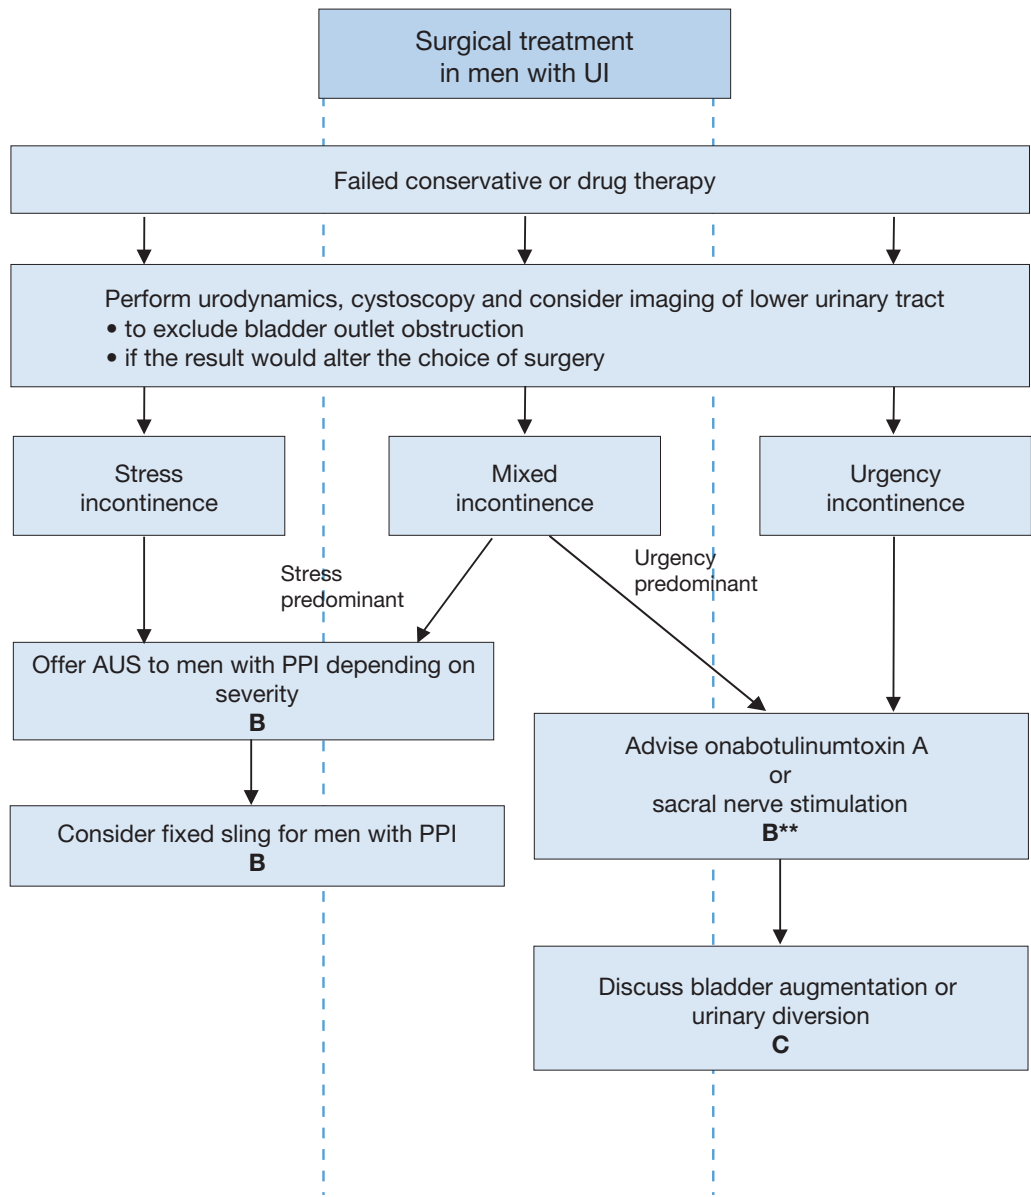 Surgical treatment
in men with UI
Failed conservative or drug therapy
Perform urodynamics, cystoscopy and consider imaging of lower urinary tract
• to exclude bladder outlet obstruction
• if the result would alter the choice of surgery
Stress
incontinence
Mixed
incontinence
Urgency
incontinence
Stress
predominant
Urgency
predominant
Offer AUS to men with PPI depending on
severity
B
Consider fixed sling for men with PPI
B
Advise onabotulinumtoxin A
or
sacral nerve stimulation
B**
Discuss bladder augmentation or
urinary diversion
C